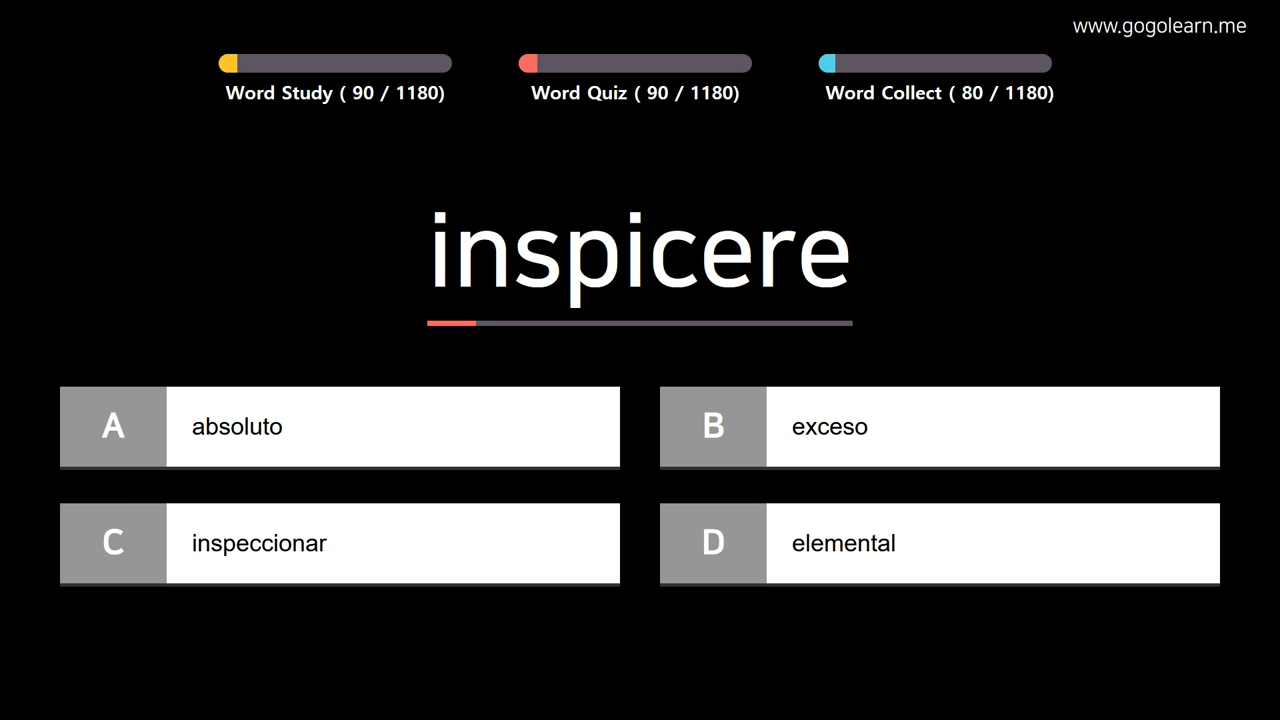 www.gogolearn.me
Word Study ( 90 / 1180)
Word Quiz ( 90 / 1180)
Word Collect ( 80 / 1180)
inspicere
A absoluto
B exceso
C inspeccionar
D elemental